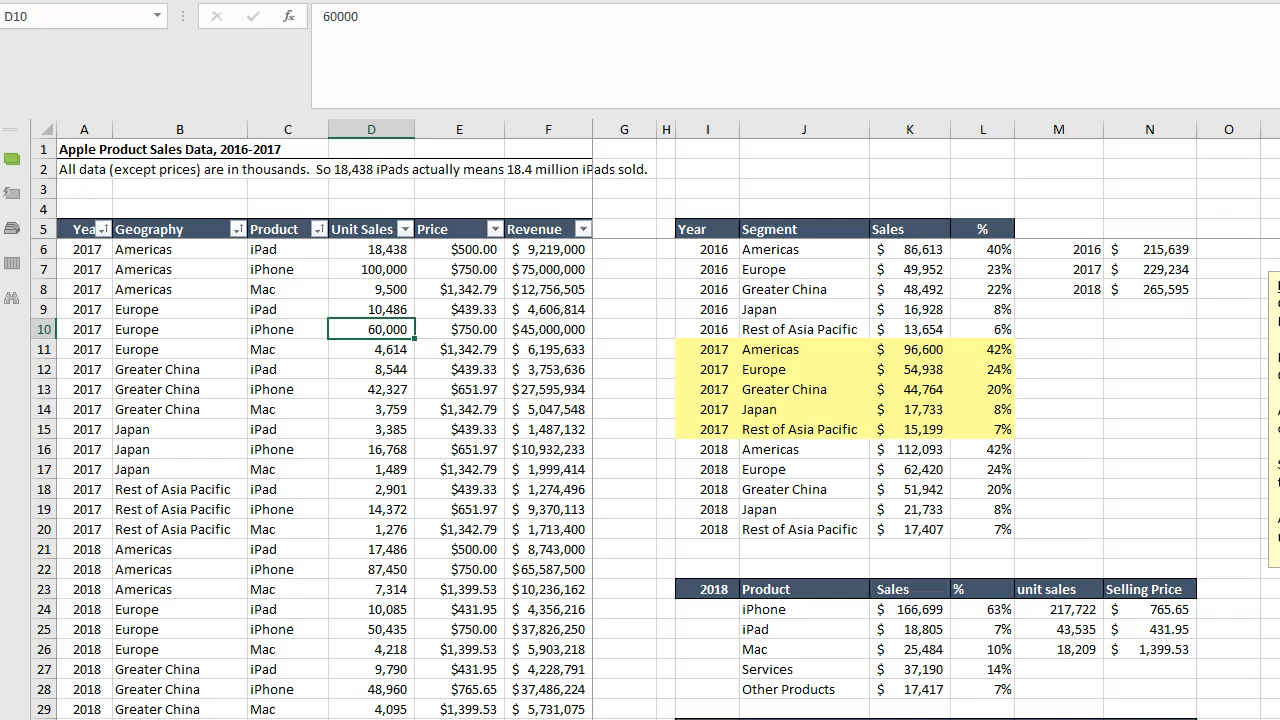 D10 fx 60000
A B C D E F G H I J K L M N O
1 Apple Product Sales Data, 2016-2017
2 All data (except prices) are in thousands. So 18,438 iPads actually means 18.4 million iPads sold.
3
4
5 Yea Geography Product Unit Sales Price Revenue Year Segment Sales %
6 2017 Americas iPad 18,438 $500.00 $ 9,219,000 2016 Americas $ 86,613 40% 2016 $ 215,639
7 2017 Americas iPhone 100,000 $750.00 $75,000,000 2016 Europe $ 49,952 23% 2017 $ 229,234
8 2017 Americas Mac 9,500 $1,342.79 $12,756,505 2016 Greater China $ 48,492 22% 2018 $ 265,595
9 2017 Europe iPad 10,486 $439.33 $ 4,606,814 2016 Japan $ 16,928 8%
10 2017 Europe iPhone 60,000 $750.00 $45,000,000 2016 Rest of Asia Pacific $ 13,654 6%
11 2017 Europe Mac 4,614 $1,342.79 $ 6,195,633 2017 Americas $ 96,600 42%
12 2017 Greater China iPad 8,544 $439.33 $ 3,753,636 2017 Europe $ 54,938 24%
13 2017 Greater China iPhone 42,327 $651.97 $27,595,934 2017 Greater China $ 44,764 20%
14 2017 Greater China Mac 3,759 $1,342.79 $ 5,047,548 2017 Japan $ 17,733 8%
15 2017 Japan iPad 3,385 $439.33 $ 1,487,132 2017 Rest of Asia Pacific $ 15,199 7%
16 2017 Japan iPhone 16,768 $651.97 $10,932,233 2018 Americas $ 112,093 42%
17 2017 Japan Mac 1,489 $1,342.79 $ 1,999,414 2018 Europe $ 62,420 24%
18 2017 Rest of Asia Pacific iPad 2,901 $439.33 $ 1,274,496 2018 Greater China $ 51,942 20%
19 2017 Rest of Asia Pacific iPhone 14,372 $651.97 $ 9,370,113 2018 Japan $ 21,733 8%
20 2017 Rest of Asia Pacific Mac 1,276 $1,342.79 $ 1,713,400 2018 Rest of Asia Pacific $ 17,407 7%
21 2018 Americas iPad 17,486 $500.00 $ 8,743,000
22 2018 Americas iPhone 87,450 $750.00 $65,587,500
23 2018 Americas Mac 7,314 $1,399.53 $10,236,162 2018 Product Sales % unit sales Selling Price
24 2018 Europe iPad 10,085 $431.95 $ 4,356,216 iPhone $ 166,699 63% 217,722 $ 765.65
25 2018 Europe iPhone 50,435 $750.00 $37,826,250 iPad $ 18,805 7% 43,535 $ 431.95
26 2018 Europe Mac 4,218 $1,399.53 $ 5,903,218 Mac $ 25,484 10% 18,209 $ 1,399.53
27 2018 Greater China iPad 9,790 $431.95 $ 4,228,791 Services $ 37,190 14%
28 2018 Greater China iPhone 48,960 $765.65 $37,486,224 Other Products $ 17,417 7%
29 2018 Greater China Mac 4,095 $1,399.53 $ 5,731,075